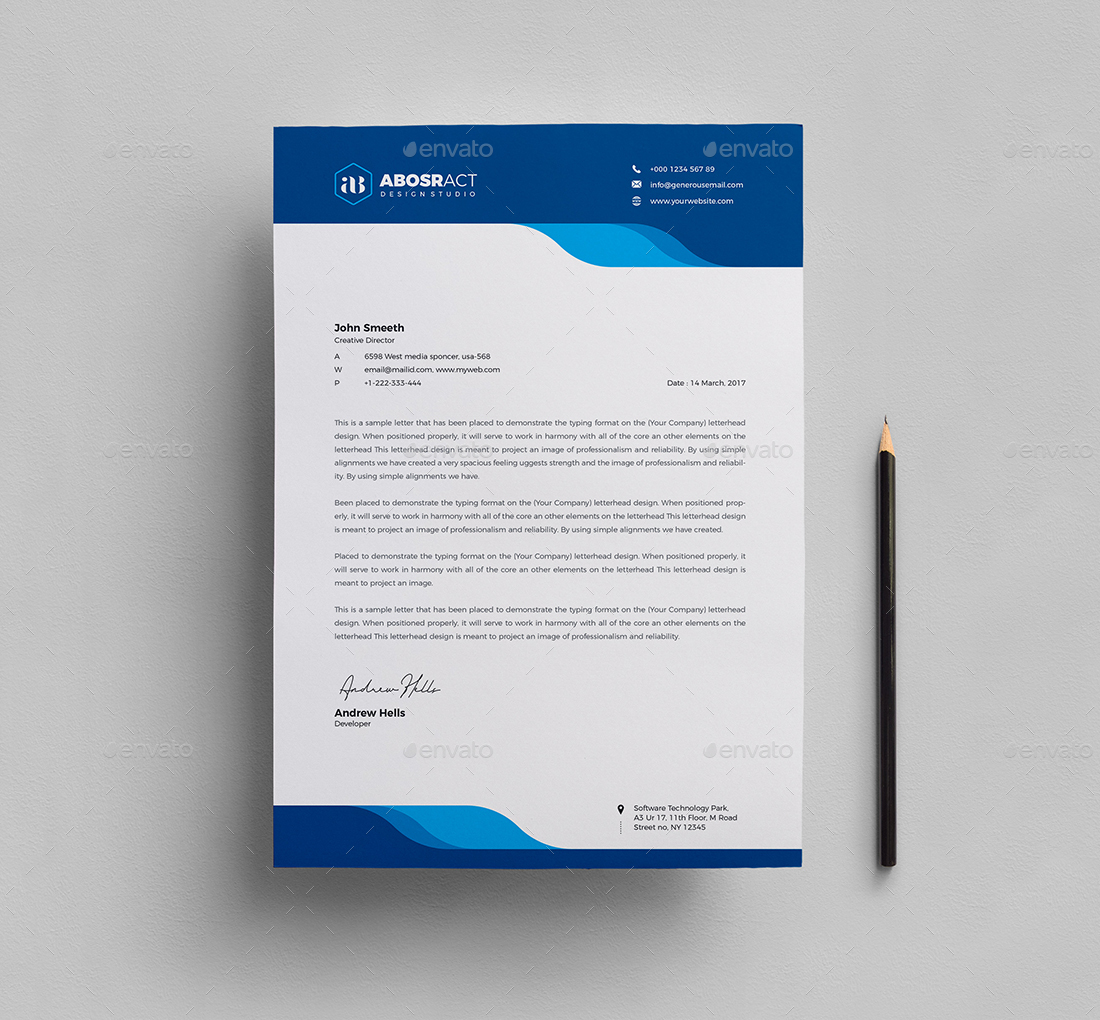 aB
ABOSRACT
DESIGN STUDIO
+000 1234 567 89
info@generousemail.com
www.yourwebsite.com
John Smeeth
Creative Director
A 6598 West media sponcer, usa-568
W email@mailid.com, www.myweb.com
P +1-222-333-444
Date : 14 March, 2017
This is a sample letter that has been placed to demonstrate the typing format on the (Your Company) letterhead
design. When positioned properly, it will serve to work in harmony with all of the core an other elements on the
letterhead This letterhead design is meant to project an image of professionalism and reliability. By using simple
alignments we have created a very spacious feeling uggests strength and the image of professionalism and reliabil-
ity. By using simple alignments we have.
Been placed to demonstrate the typing format on the (Your Company) letterhead design. When positioned prop-
erly, it will serve to work in harmony with all of the core an other elements on the letterhead This letterhead design
is meant to project an image of professionalism and reliability. By using simple alignments we have created.
Placed to demonstrate the typing format on the (Your Company) letterhead design. When positioned properly, it
will serve to work in harmony with all of the core an other elements on the letterhead This letterhead design is
meant to project an image.
This is a sample letter that has been placed to demonstrate the typing format on the (Your Company) letterhead
design. When positioned properly, it will serve to work in harmony with all of the core an other elements on the
letterhead This letterhead design is meant to project an image of professionalism and reliability.
Andrew Hells
Andrew Hells
Developer
Software Technology Park,
A3 Ur 17, 11th Floor, M Road
Street no, NY 12345
envato envato envato envato
envato envato envato envato
envato envato envato envato